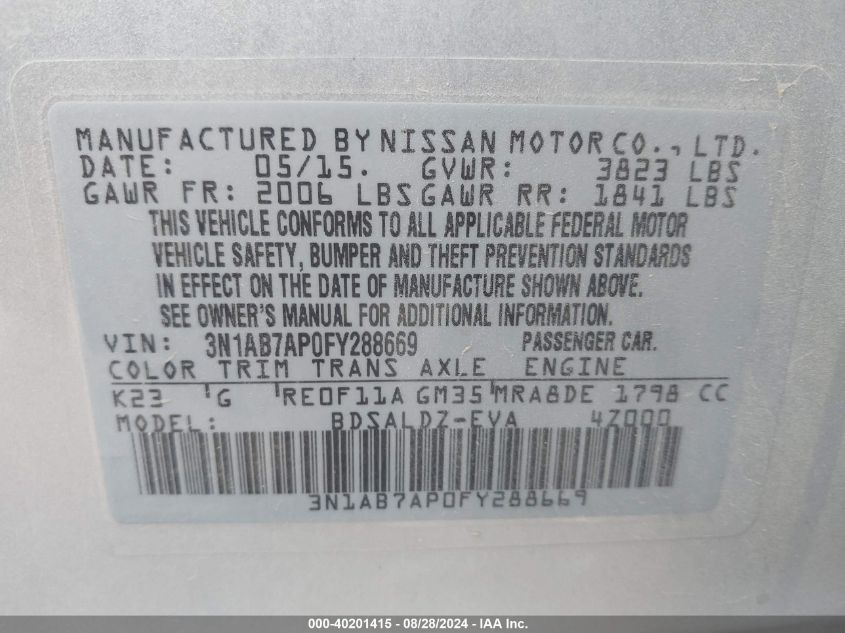 MANUFACTURED BY NISSAN MOTOR CO., LTD.
DATE: 05/15. GVWR: 3823 LBS
GAWR FR: 2006 LBS GAWR RR: 1841 LBS
THIS VEHICLE CONFORMS TO ALL APPLICABLE FEDERAL MOTOR
VEHICLE SAFETY, BUMPER AND THEFT PREVENTION STANDARDS
IN EFFECT ON THE DATE OF MANUFACTURE SHOWN ABOVE.
SEE OWNER'S MANUAL FOR ADDITIONAL INFORMATION.
VIN: 3N1AB7AP0FY288669 PASSENGER CAR.
COLOR TRIM TRANS AXLE ENGINE
K23 G RE0F11A GM35 MRA8DE 1798 CC
MODEL: BDSALDZ-EVA 4Z000
3N1AB7AP0FY288669
000-40201415 - 08/28/2024 - IAA Inc.